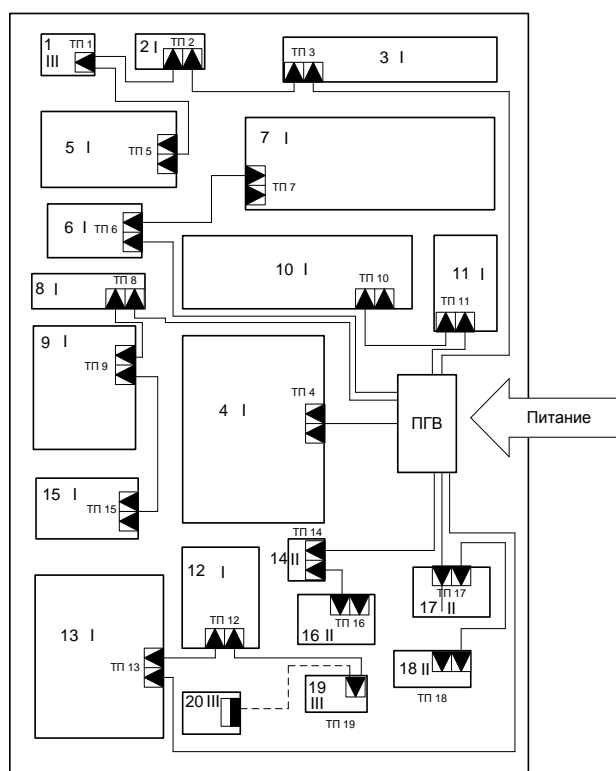 1
III
ТП 1
2 I
ТП 2
ТП 3
3 I
5 I
ТП 5
7 I
ТП 7
6 I
ТП 6
10 I
ТП 10
11 I
ТП 11
8 I
ТП 8
9 I
ТП 9
4 I
ТП 4
ПГВ
Питание
15 I
ТП 15
ТП 14
14 II
12 I
ТП 12
ТП 16
16 II
ТП 17
17 II
13 I
ТП 13
18 II
ТП 18
20 III
19
III
ТП 19